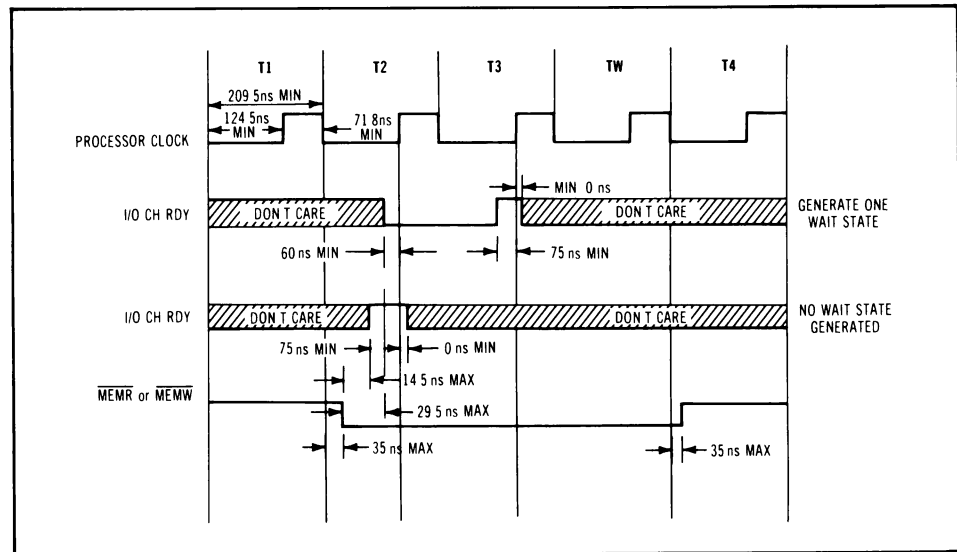 T1 T2 T3 TW T4
209 5ns MIN
124 5ns MIN
71 8ns MIN
PROCESSOR CLOCK
MIN 0 ns
I/O CH RDY
DON T CARE
DON T CARE
GENERATE ONE
WAIT STATE
60 ns MIN
75 ns MIN
I/O CH RDY
DON T CARE
DON T CARE
NO WAIT STATE
GENERATED
75 ns MIN
0 ns MIN
14 5 ns MAX
MEMR or MEMW
29 5 ns MAX
35 ns MAX
35 ns MAX